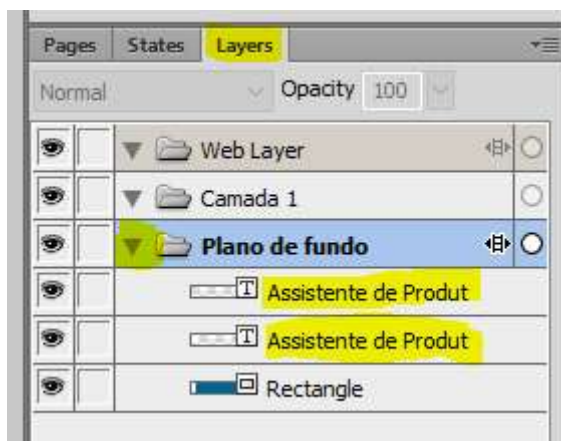 Pages States Layers
Normal Opacity 100
Web Layer
Camada 1
Plano de fundo
T Assistente de Produt
T Assistente de Produt
Rectangle